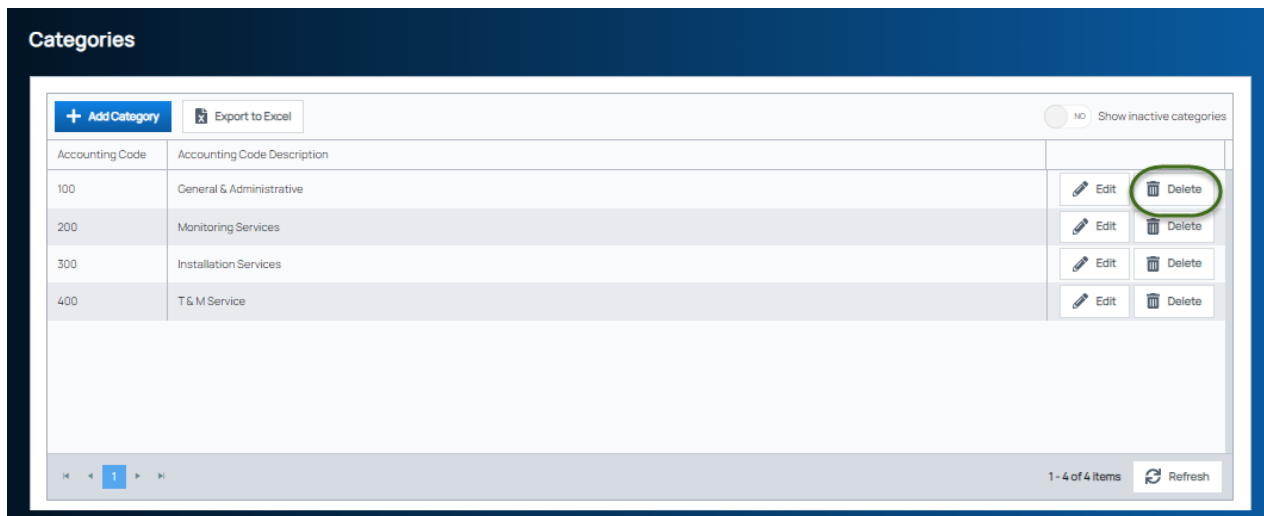 Categories
Add Category Export to Excel NO Show inactive categories
Accounting Code Accounting Code Description
100 General & Administrative Edit Delete
200 Monitoring Services Edit Delete
300 Installation Services Edit Delete
400 T & M Service Edit Delete
1 1 - 4 of 4 items Refresh